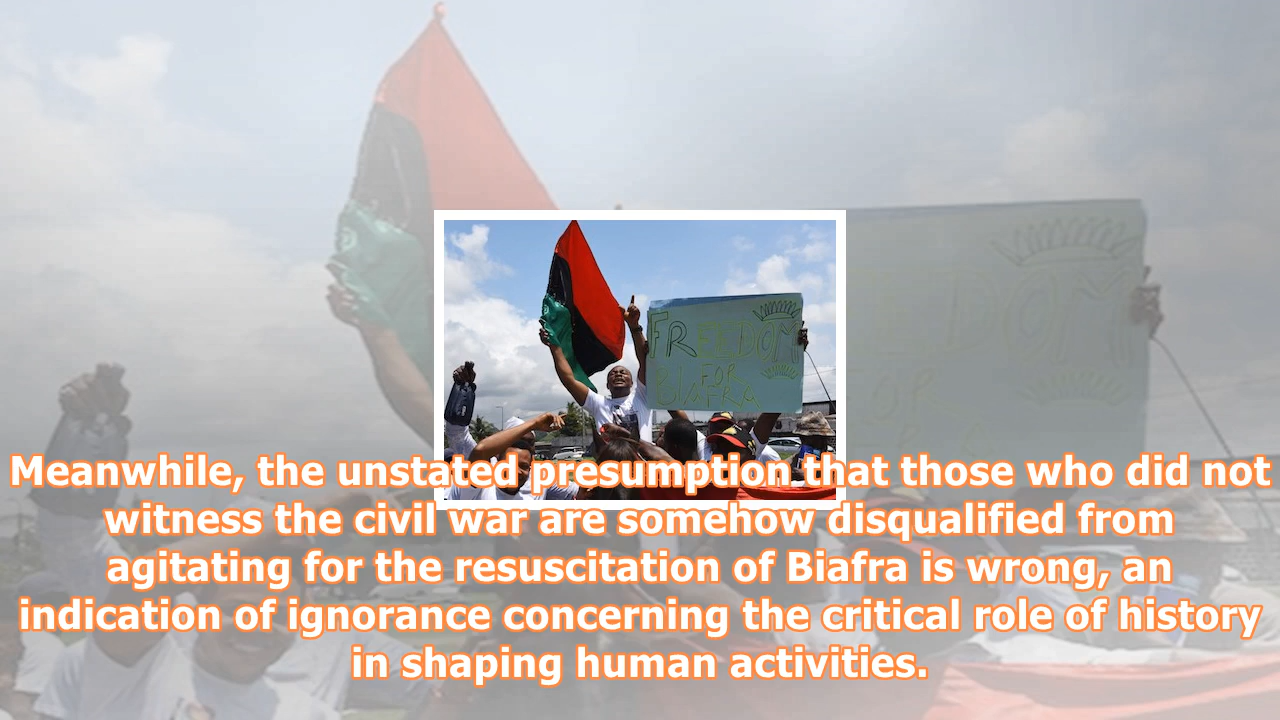 FREEDOM
FOR
BIAFRA
Meanwhile, the unstated presumption that those who did not
witness the civil war are somehow disqualified from
agitating for the resuscitation of Biafra is wrong, an
indication of ignorance concerning the critical role of history
in shaping human activities.